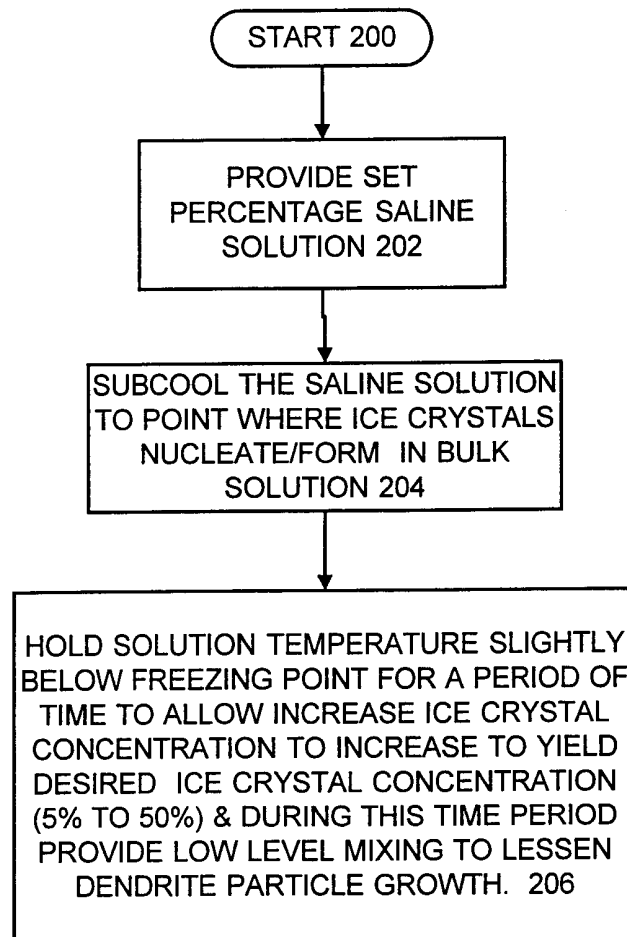 START 200
PROVIDE SET
PERCENTAGE SALINE
SOLUTION 202
SUBCOOL THE SALINE SOLUTION
TO POINT WHERE ICE CRYSTALS
NUCLEATE/FORM IN BULK
SOLUTION 204
HOLD SOLUTION TEMPERATURE SLIGHTLY
BELOW FREEZING POINT FOR A PERIOD OF
TIME TO ALLOW INCREASE ICE CRYSTAL
CONCENTRATION TO INCREASE TO YIELD
DESIRED ICE CRYSTAL CONCENTRATION
(5% TO 50%) & DURING THIS TIME PERIOD
PROVIDE LOW LEVEL MIXING TO LESSEN
DENDRITE PARTICLE GROWTH. 206